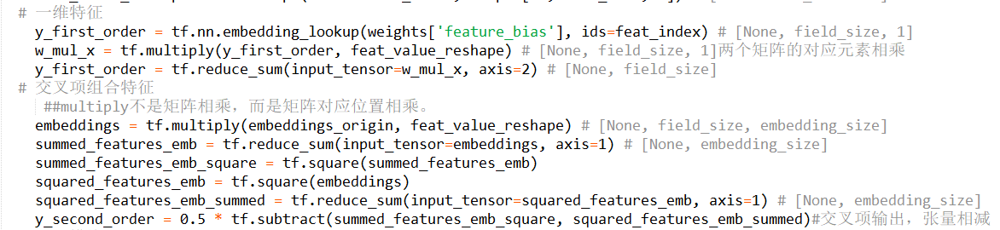 # 一维特征
y_first_order = tf.nn.embedding_lookup(weights['feature_bias'], ids=feat_index) # [None, field_size, 1]
w_mul_x = tf.multiply(y_first_order, feat_value_reshape) # [None, field_size, 1]两个矩阵的对应元素相乘
y_first_order = tf.reduce_sum(input_tensor=w_mul_x, axis=2) # [None, field_size]
# 交叉项组合特征
##multiply不是矩阵相乘，而是矩阵对应位置相乘。
embeddings = tf.multiply(embeddings_origin, feat_value_reshape) # [None, field_size, embedding_size]
summed_features_emb = tf.reduce_sum(input_tensor=embeddings, axis=1) # [None, embedding_size]
summed_features_emb_square = tf.square(summed_features_emb)
squared_features_emb = tf.square(embeddings)
squared_features_emb_summed = tf.reduce_sum(input_tensor=squared_features_emb, axis=1) # [None, embedding_size]
y_second_order = 0.5 * tf.subtract(summed_features_emb_square, squared_features_emb_summed)#交叉项输出，张量相减